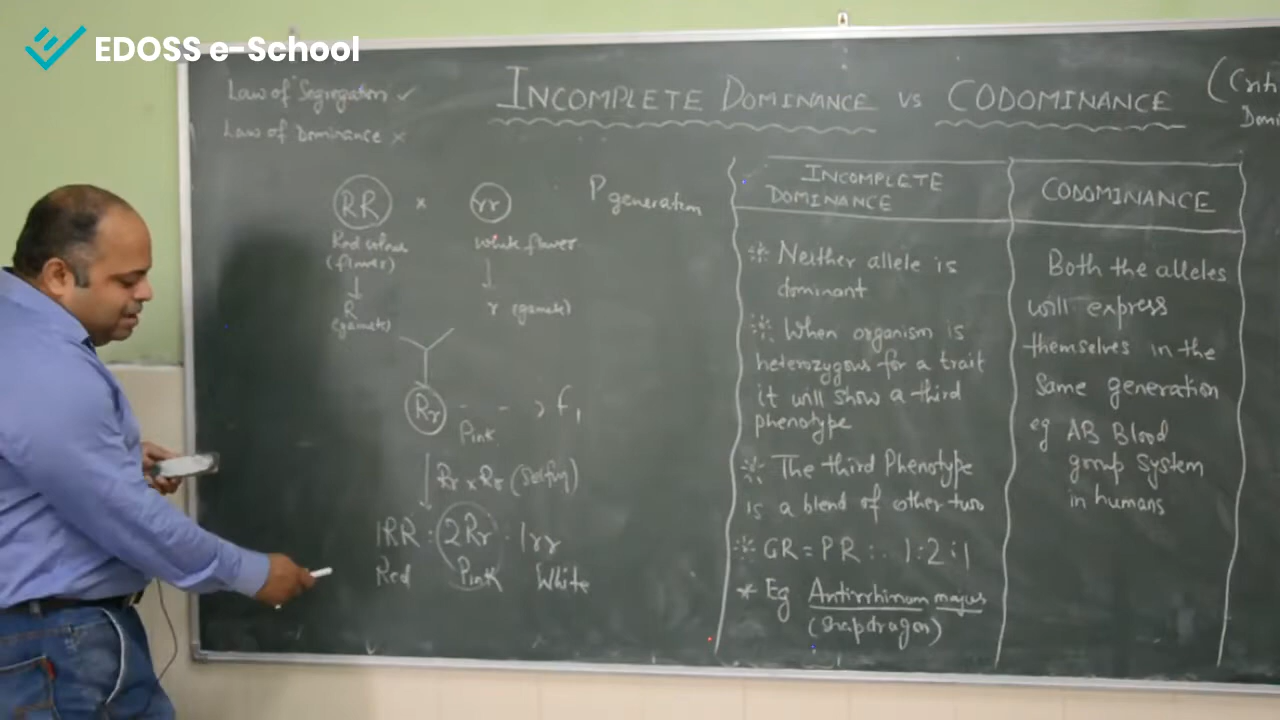 EDOSS e-School
Law of Segregation ✓
Law of Dominance ×
INCOMPLETE DOMINANCE vs CODOMINANCE
RR × rr P generation
Red colour white flower
(flower)
R r (gamete)
(gamete)
Rr - - → F1
Pink
Rr × Rr (selfing)
1RR : 2Rr : 1rr
Red Pink White
INCOMPLETE
DOMINANCE
Neither allele is
dominant
When organism is
heterozygous for a trait
it will show a third
phenotype
The third Phenotype
is a blend of other two
GR = PR :- 1:2:1
* Eg Antirrhinum majus
(Snapdragon)
CODOMINANCE
Both the alleles
will express
themselves in the
same generation
eg AB Blood
group system
in humans